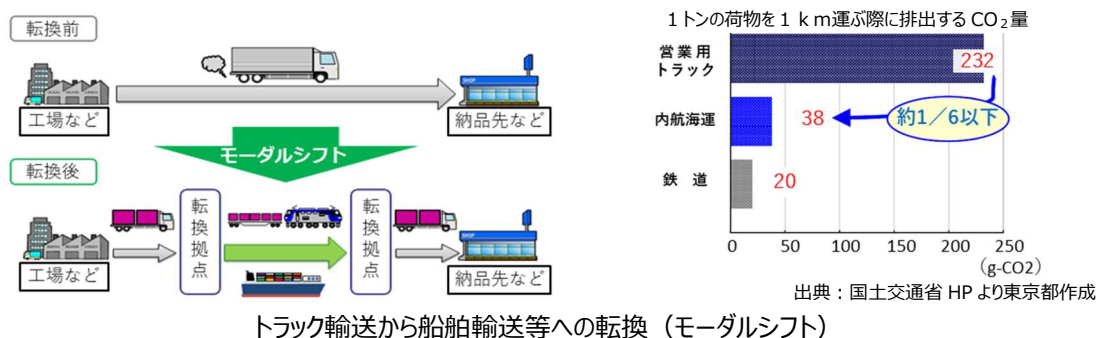 転換前
工場など
SHOP
納品先など
モーダルシフト
転換後
工場など
転換拠点
転換拠点
SHOP
納品先など
1トンの荷物を1km運ぶ際に排出するCO₂量
営業用
トラック
232
内航海運
38
約1/6以下
鉄 道
20
0 50 100 150 200 250
(g-CO2)
出典:国土交通省HPより東京都作成
トラック輸送から船舶輸送等への転換(モーダルシフト)